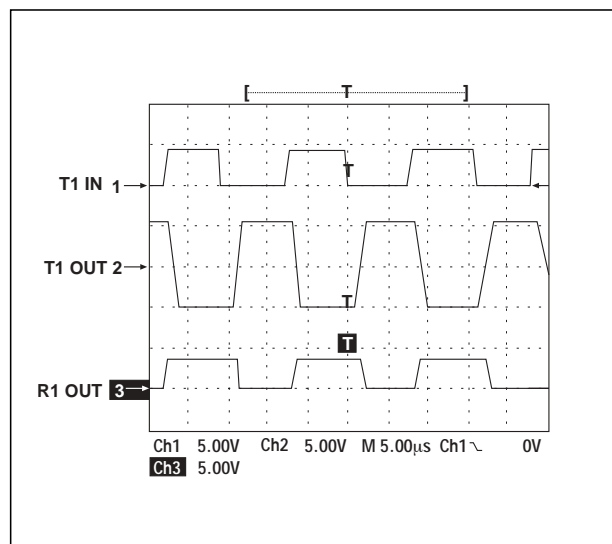 [ T ]
T
T1 IN 1
T1 OUT 2
T
T
R1 OUT 3
Ch1 5.00V Ch2 5.00V M 5.00µs Ch1 0V
Ch3 5.00V